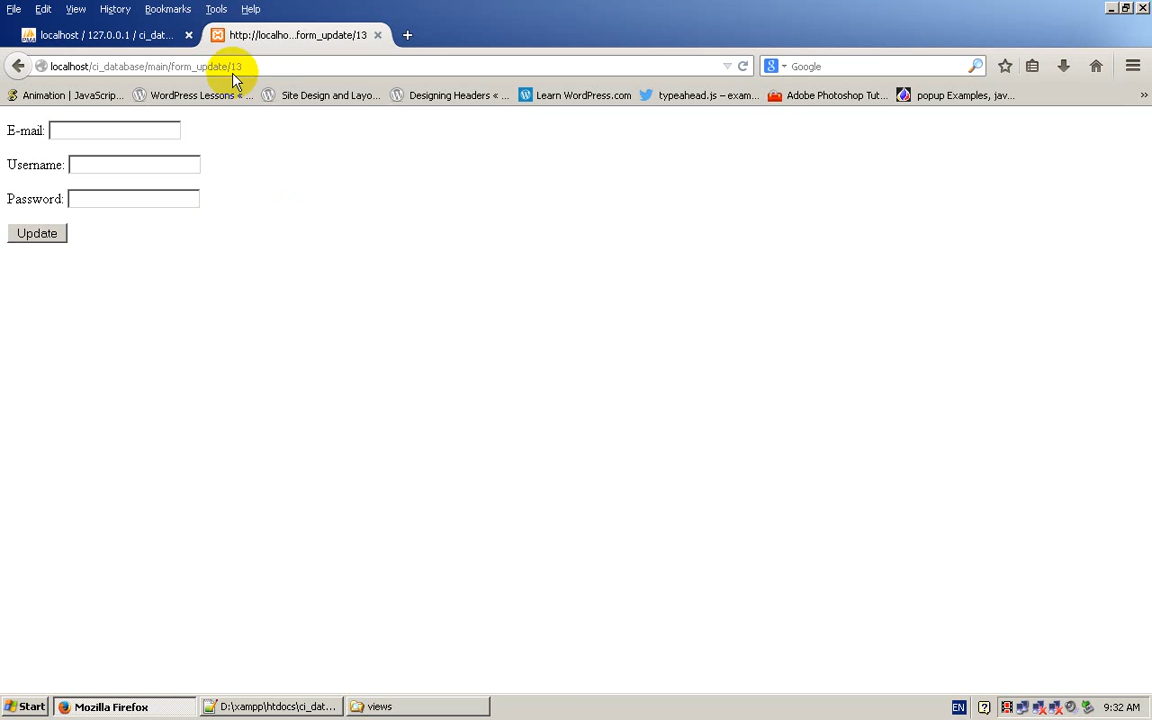 File Edit View History Bookmarks Tools Help
localhost / 127.0.0.1 / ci_dat...
http://localho...form_update/13
localhost/ci_database/main/form_update/13
Google
Animation | JavaScrip...
WordPress Lessons « ...
Site Design and Layo...
Designing Headers « ...
Learn WordPress.com
typeahead.js – exam...
Adobe Photoshop Tut...
popup Examples, jav...
E-mail:
Username:
Password:
Update
Start
Mozilla Firefox
D:\xampp\htdocs\ci_dat...
views
EN
9:32 AM